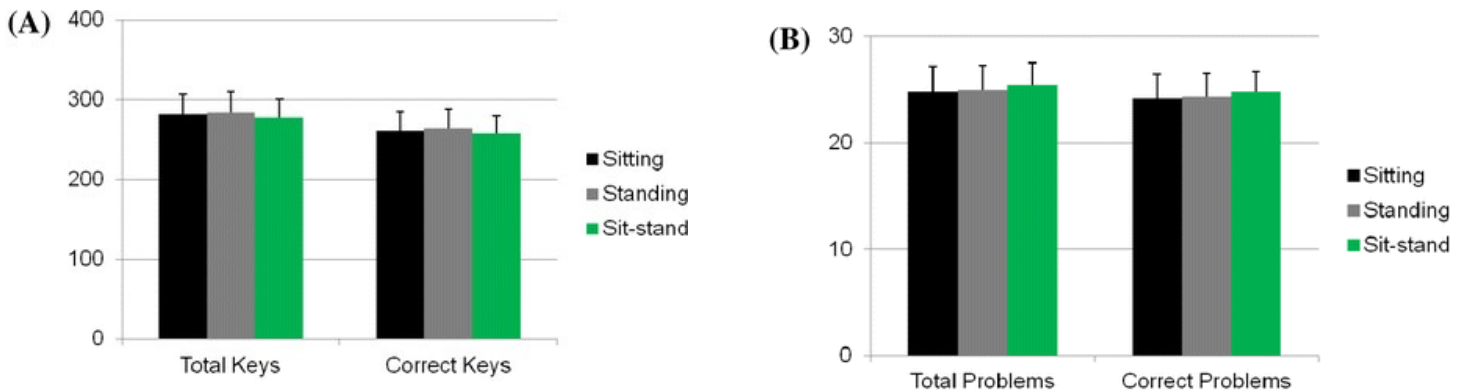 (A)
400
300
200
100
0
Total Keys
Correct Keys
Sitting
Standing
Sit-stand
(B)
30
20
10
0
Total Problems
Correct Problems
Sitting
Standing
Sit-stand